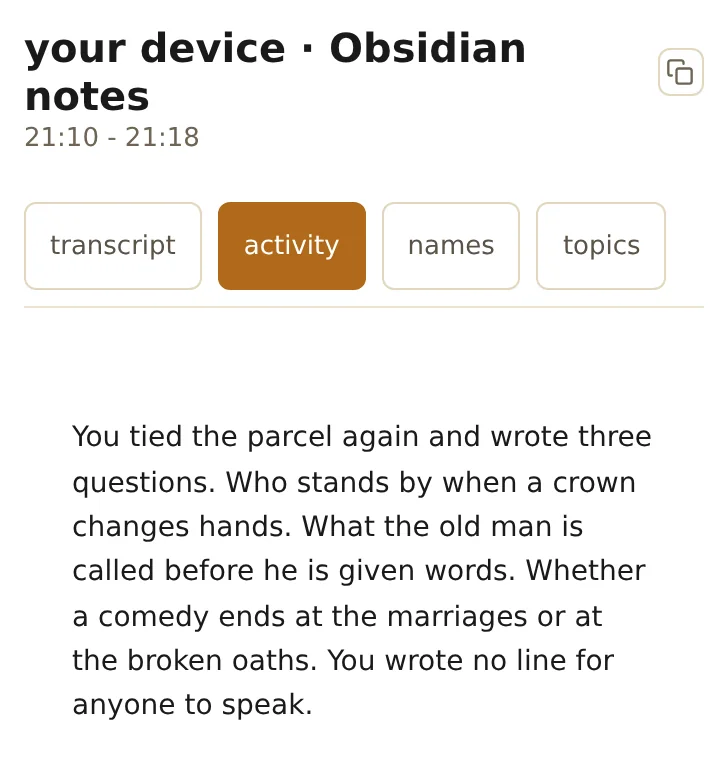 your device · Obsidian
notes
21:10 - 21:18
transcript
activity
names
topics
You tied the parcel again and wrote three
questions. Who stands by when a crown
changes hands. What the old man is
called before he is given words. Whether
a comedy ends at the marriages or at
the broken oaths. You wrote no line for
anyone to speak.